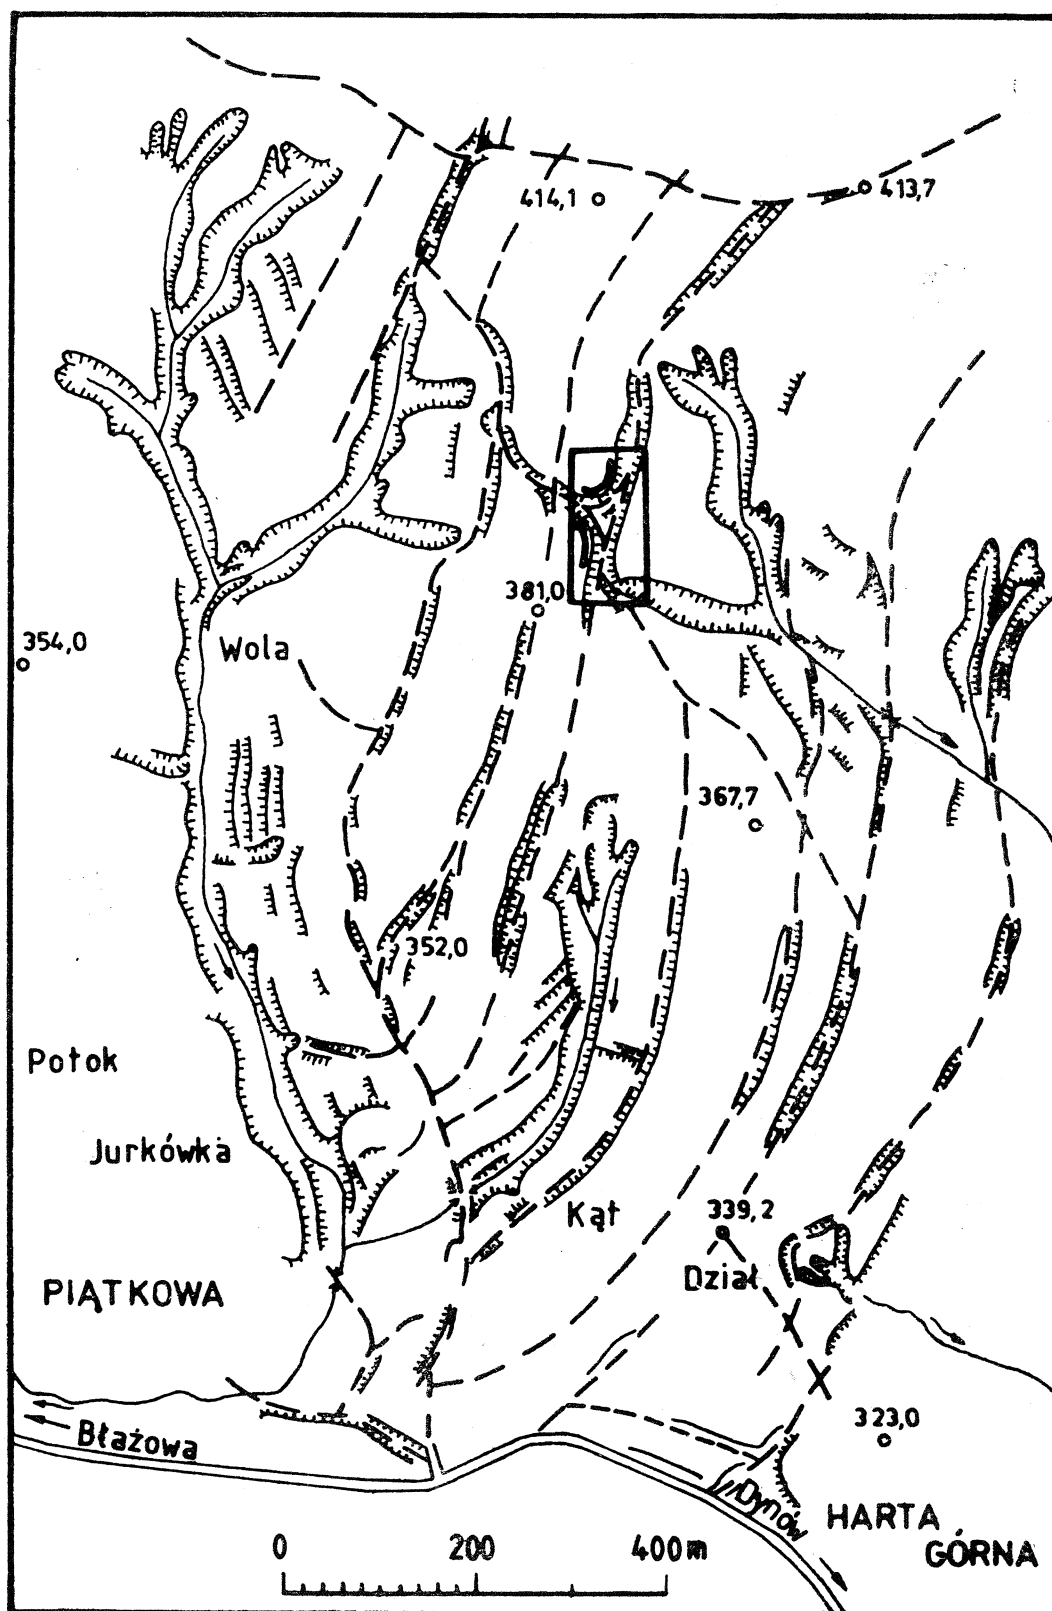 414,1
413,7
381,0
354,0
Wola
367,7
352,0
Potok
Jurkówka
Kąt
339,2
Dział
PIĄTKOWA
323,0
Błażowa
Dynów
HARTA
GÓRNA
0 200 400m